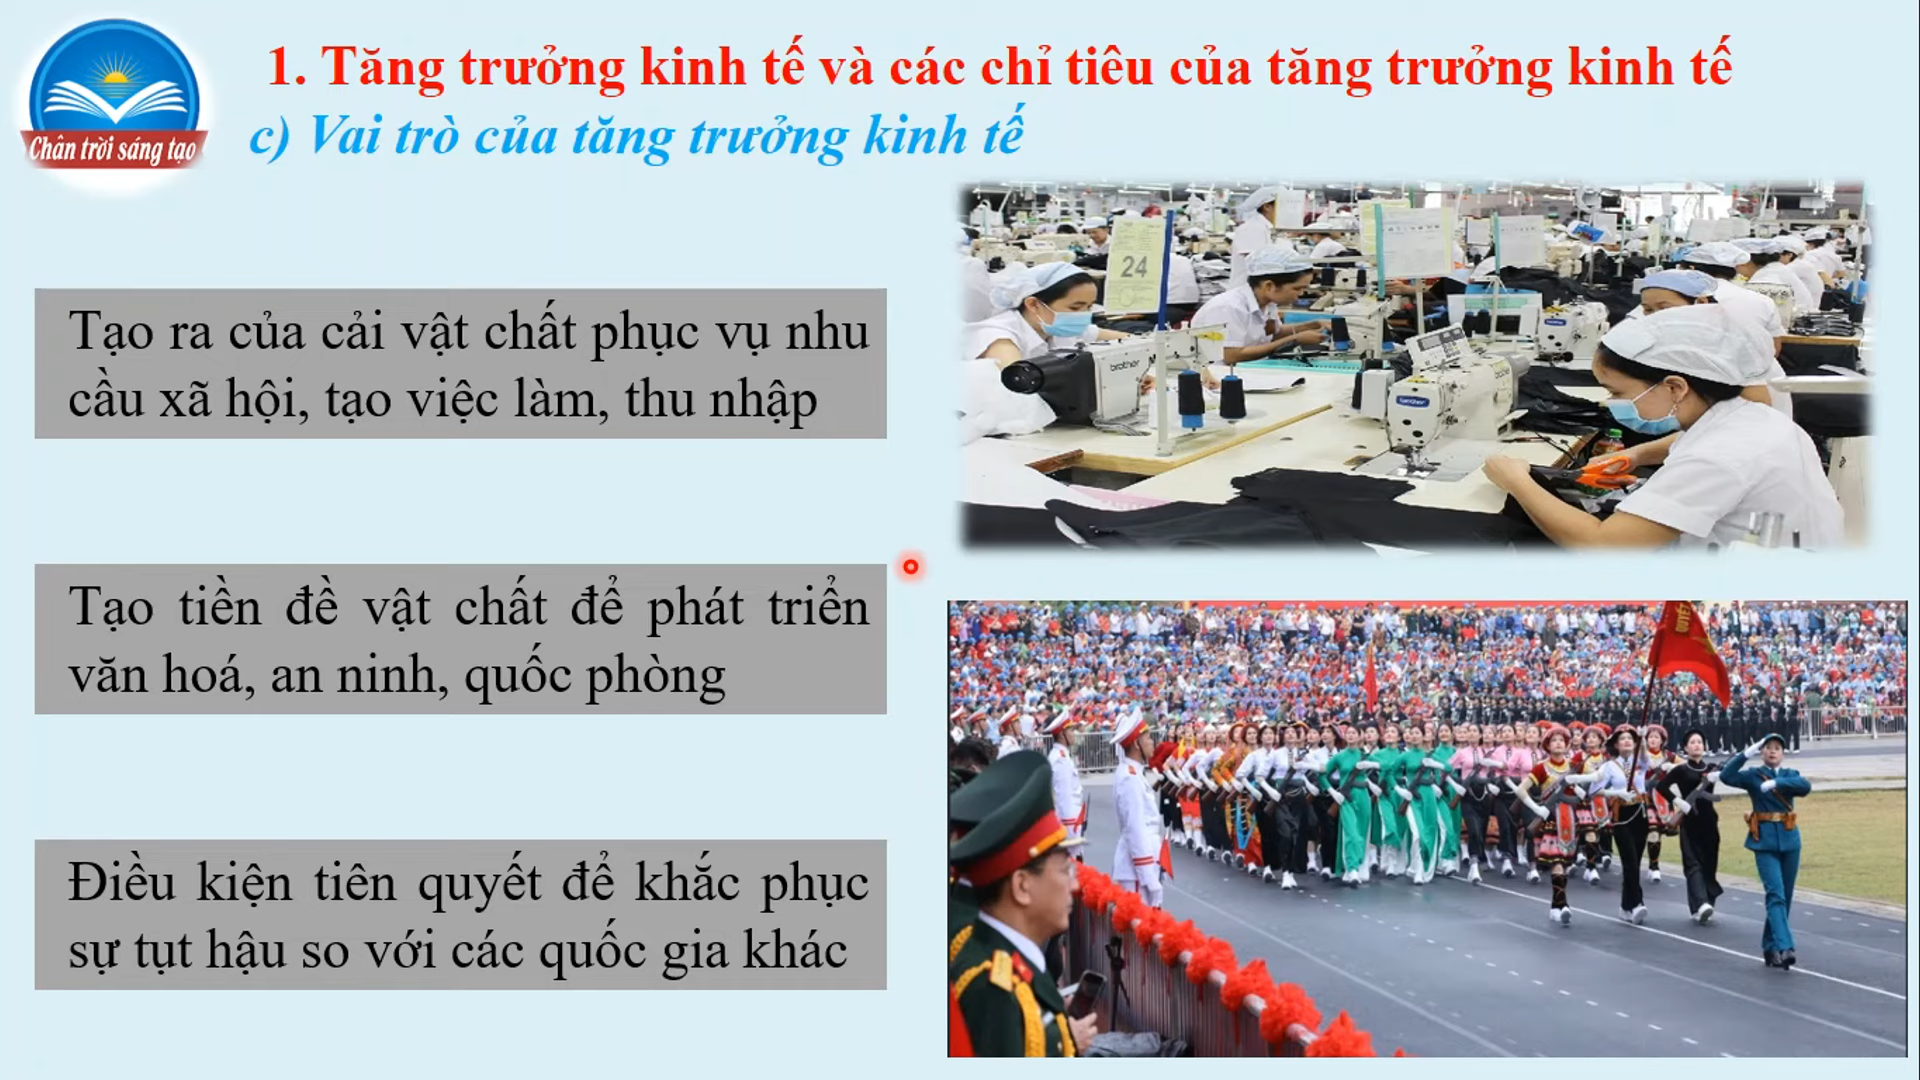 Chân trời sáng tạo
1. Tăng trưởng kinh tế và các chỉ tiêu của tăng trưởng kinh tế
c) Vai trò của tăng trưởng kinh tế
Tạo ra của cải vật chất phục vụ nhu
cầu xã hội, tạo việc làm, thu nhập
Tạo tiền đề vật chất để phát triển
văn hoá, an ninh, quốc phòng
Điều kiện tiên quyết để khắc phục
sự tụt hậu so với các quốc gia khác
24
brother
brother
QUYẾT